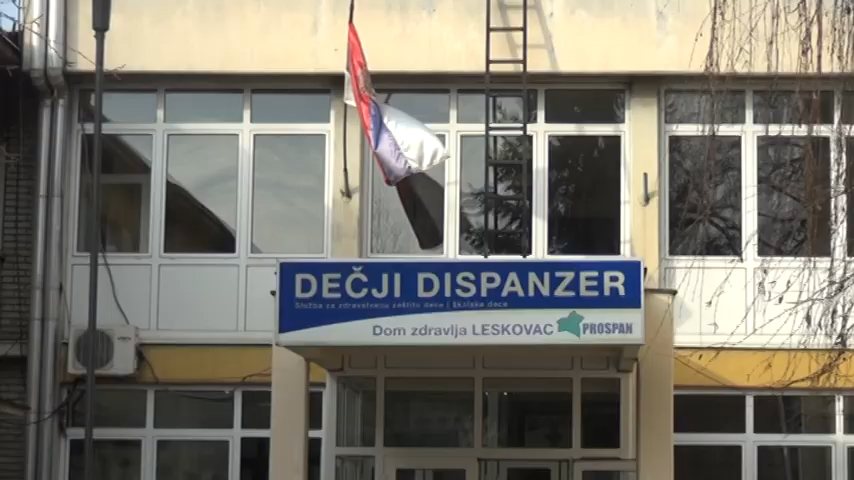 DEČJI DISPANZER
Služba za zdravstvenu zaštitu dece i školske dece
Dom zdravlja LESKOVAC PROSPAN